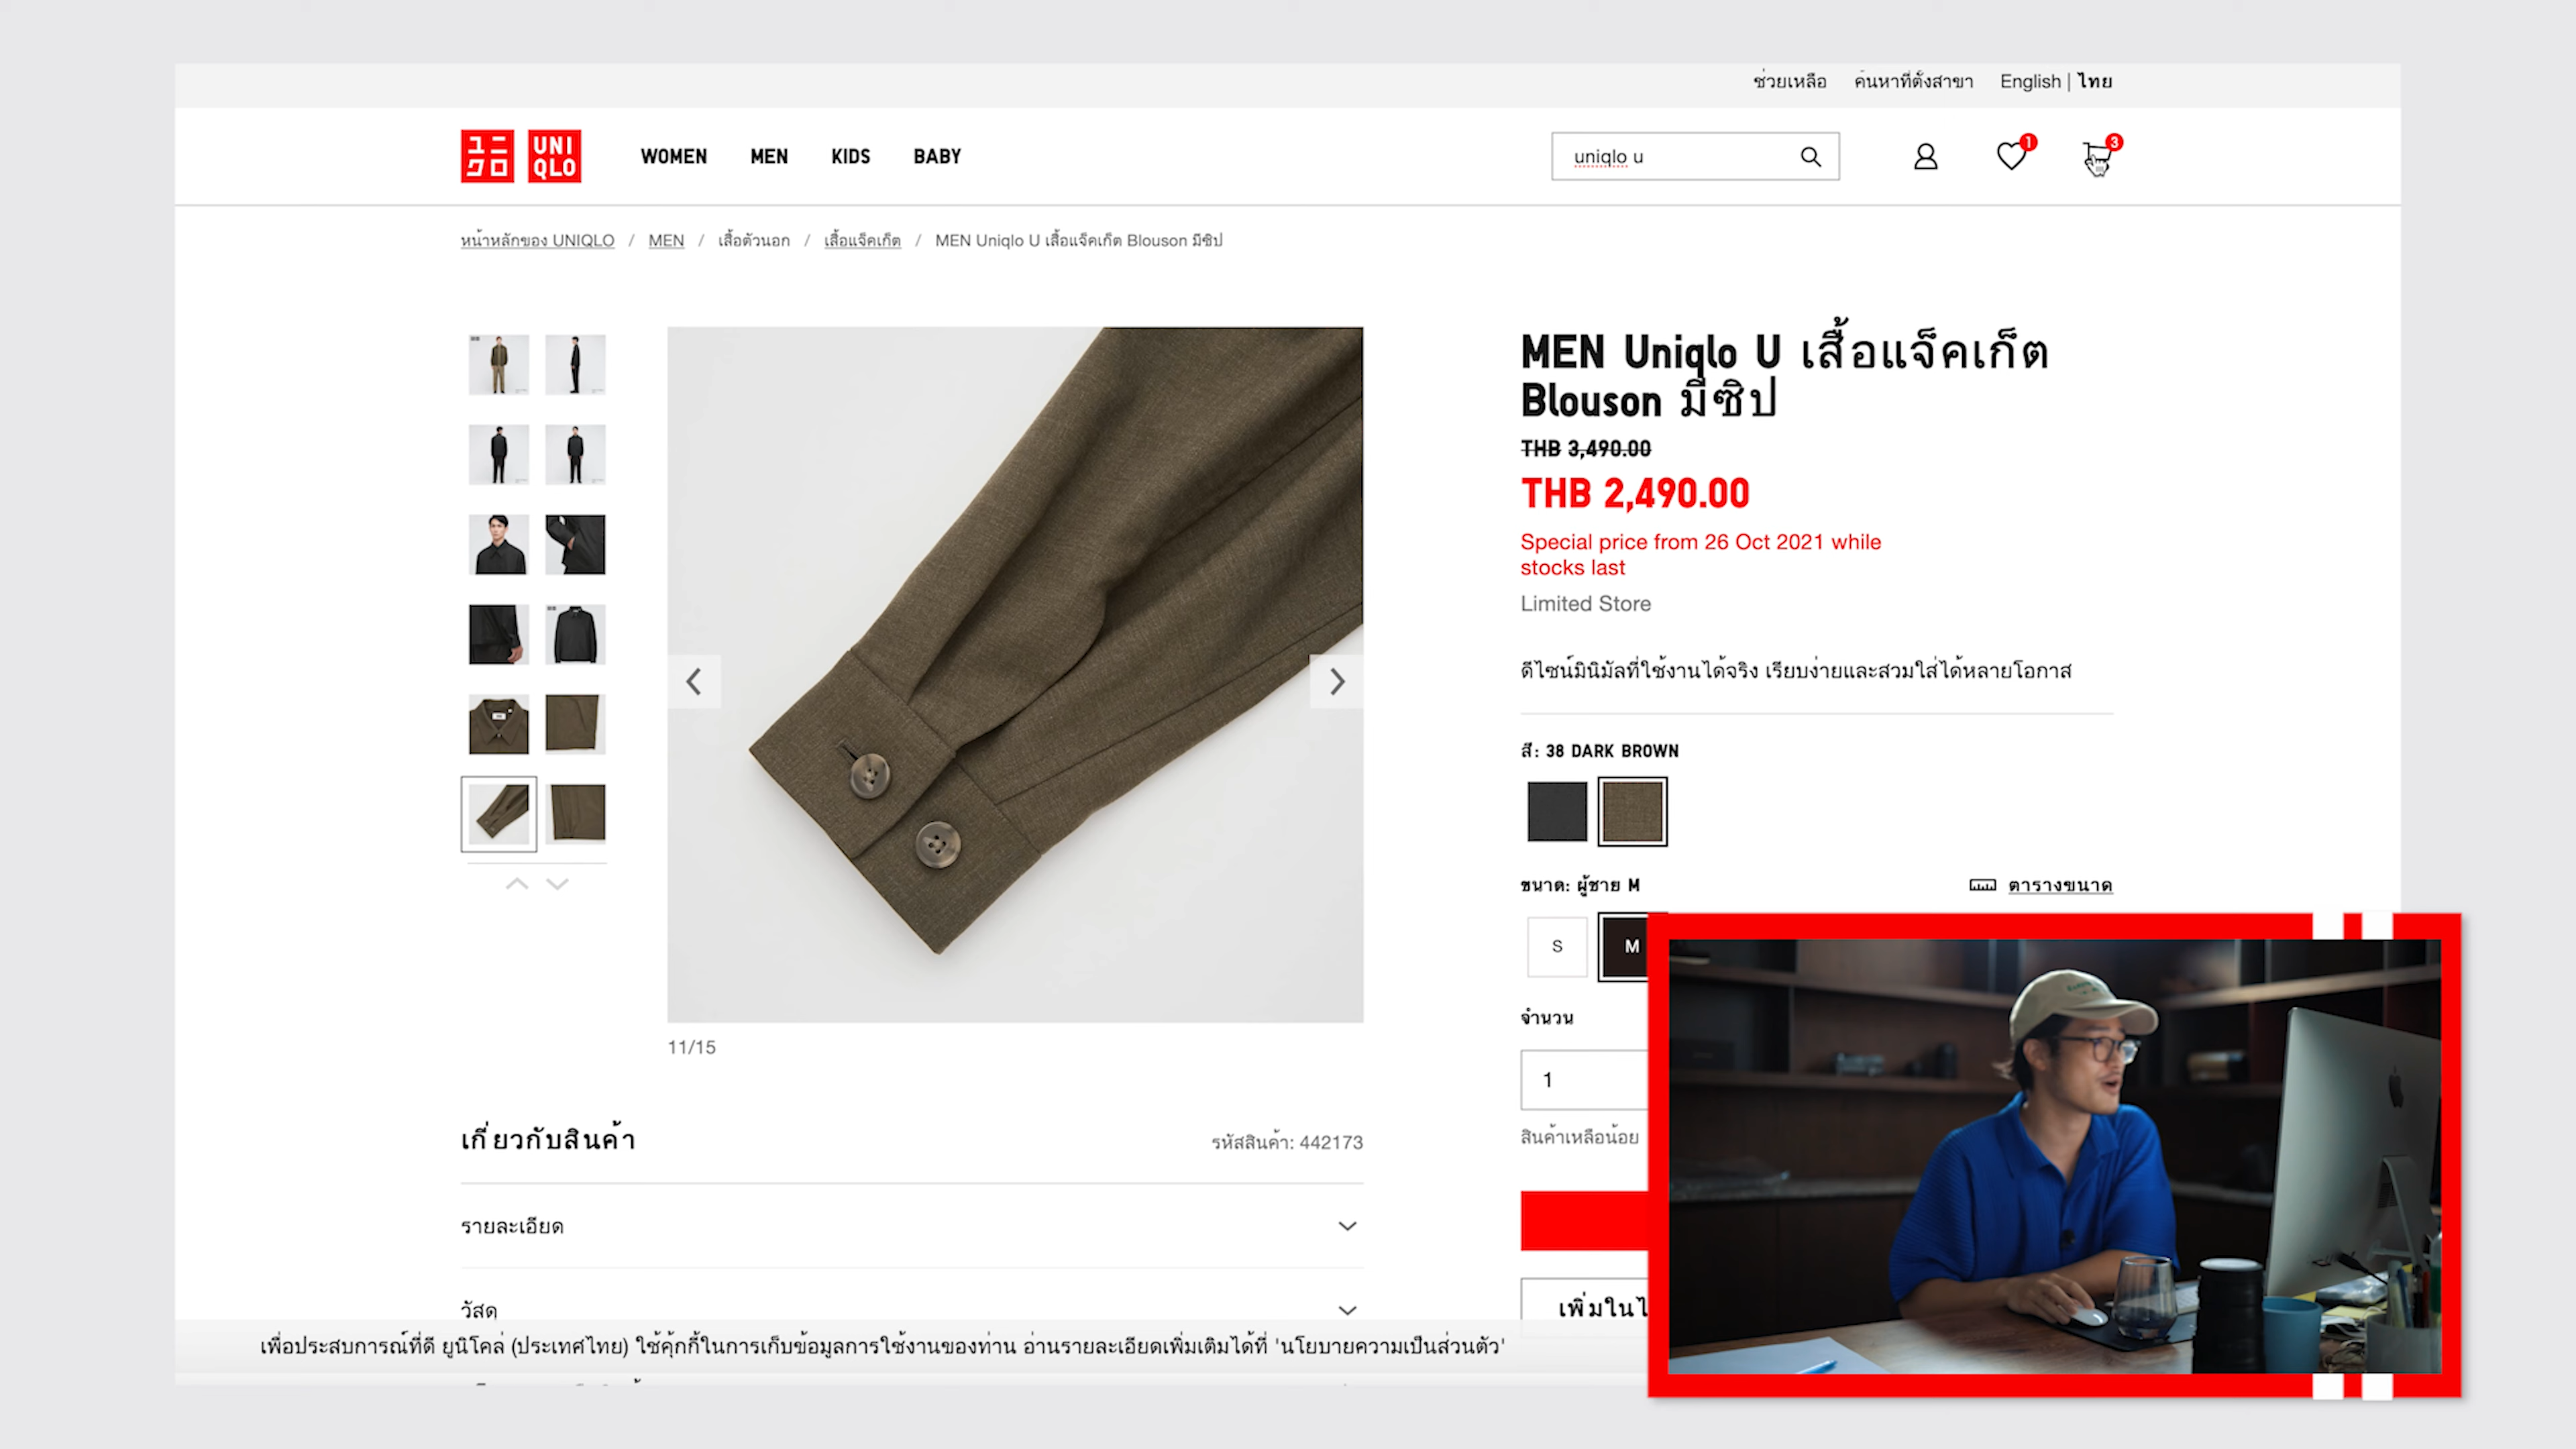 ช่วยเหลือ ค้นหาที่ตั้งสาขา English | ไทย
ユニ
クロ
UNI
QLO
WOMEN MEN KIDS BABY
uniqlo u
1
3
หน้าหลักของ UNIQLO / MEN / เสื้อตัวนอก / เสื้อแจ็คเก็ต / MEN Uniqlo U เสื้อแจ็คเก็ต Blouson มีซิป
MEN Uniqlo U เสื้อแจ็คเก็ต
Blouson มีซิป
THB 3,490.00
THB 2,490.00
Special price from 26 Oct 2021 while
stocks last
Limited Store
ดีไซน์มินิมัลที่ใช้งานได้จริง เรียบง่ายและสวมใส่ได้หลายโอกาส
สี: 38 DARK BROWN
ขนาด: ผู้ชาย M ตารางขนาด
S M
จำนวน
1
สินค้าเหลือน้อย
เพิ่มในไ
11/15
เกี่ยวกับสินค้า รหัสสินค้า: 442173
รายละเอียด
วัสดุ
เพื่อประสบการณ์ที่ดี ยูนิโคล่ (ประเทศไทย) ใช้คุ้กกี้ในการเก็บข้อมูลการใช้งานของท่าน อ่านรายละเอียดเพิ่มเติมได้ที่ 'นโยบายความเป็นส่วนตัว'